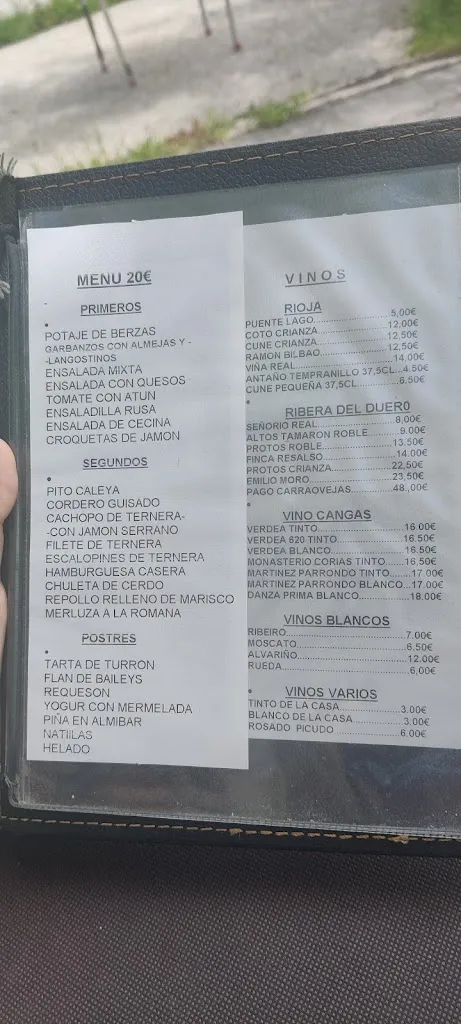 MENU 20€
PRIMEROS
POTAJE DE BERZAS
GARBANZOS CON ALMEJAS Y -
-LANGOSTINOS
ENSALADA MIXTA
ENSALADA CON QUESOS
TOMATE CON ATUN
ENSALADILLA RUSA
ENSALADA DE CECINA
CROQUETAS DE JAMON
SEGUNDOS
PITO CALEYA
CORDERO GUISADO
CACHOPO DE TERNERA-
-CON JAMON SERRANO
FILETE DE TERNERA
ESCALOPINES DE TERNERA
HAMBURGUESA CASERA
CHULETA DE CERDO
REPOLLO RELLENO DE MARISCO
MERLUZA A LA ROMANA
POSTRES
TARTA DE TURRON
FLAN DE BAILEYS
REQUESON
YOGUR CON MERMELADA
PIÑA EN ALMIBAR
NATIILAS
HELADO
VINOS
RIOJA
PUENTE LAGO..................5,00€
COTO CRIANZA................12,00€
CUNE CRIANZA................12,50€
RAMON BILBAO................12,50€
VIÑA REAL.......................14.00€
ANTAÑO TEMPRANILLO 37,5CL...4.50€
CUNE PEQUEÑA 37,5CL..........6.50€
RIBERA DEL DUER0
SEÑORIO REAL..................8,00€
ALTOS TAMARON ROBLE......9.00€
PROTOS ROBLE................13.50€
FINCA RESALSO................14.00€
PROTOS CRIANZA..............22,50€
EMILIO MORO...................23,50€
PAGO CARRAOVEJAS.........48.,00€
VINO CANGAS
VERDEA TINTO..................16.00€
VERDEA 620 TINTO.............16.50€
VERDEA BLANCO................16.50€
MONASTERIO CORIAS TINTO.....16.50€
MARTINEZ PARRONDO TINTO....17.00€
MARTINEZ PARRONDO BLANCO..17.00€
DANZA PRIMA BLANCO..........18.00€
VINOS BLANCOS
RIBEIRO..........................7.00€
MOSCATO........................6.50€
ALVARIÑO.......................12.00€
RUEDA............................6,00€
VINOS VARIOS
TINTO DE LA CASA..............3.00€
BLANCO DE LA CASA............3.00€
ROSADO PICUDO................6.00€